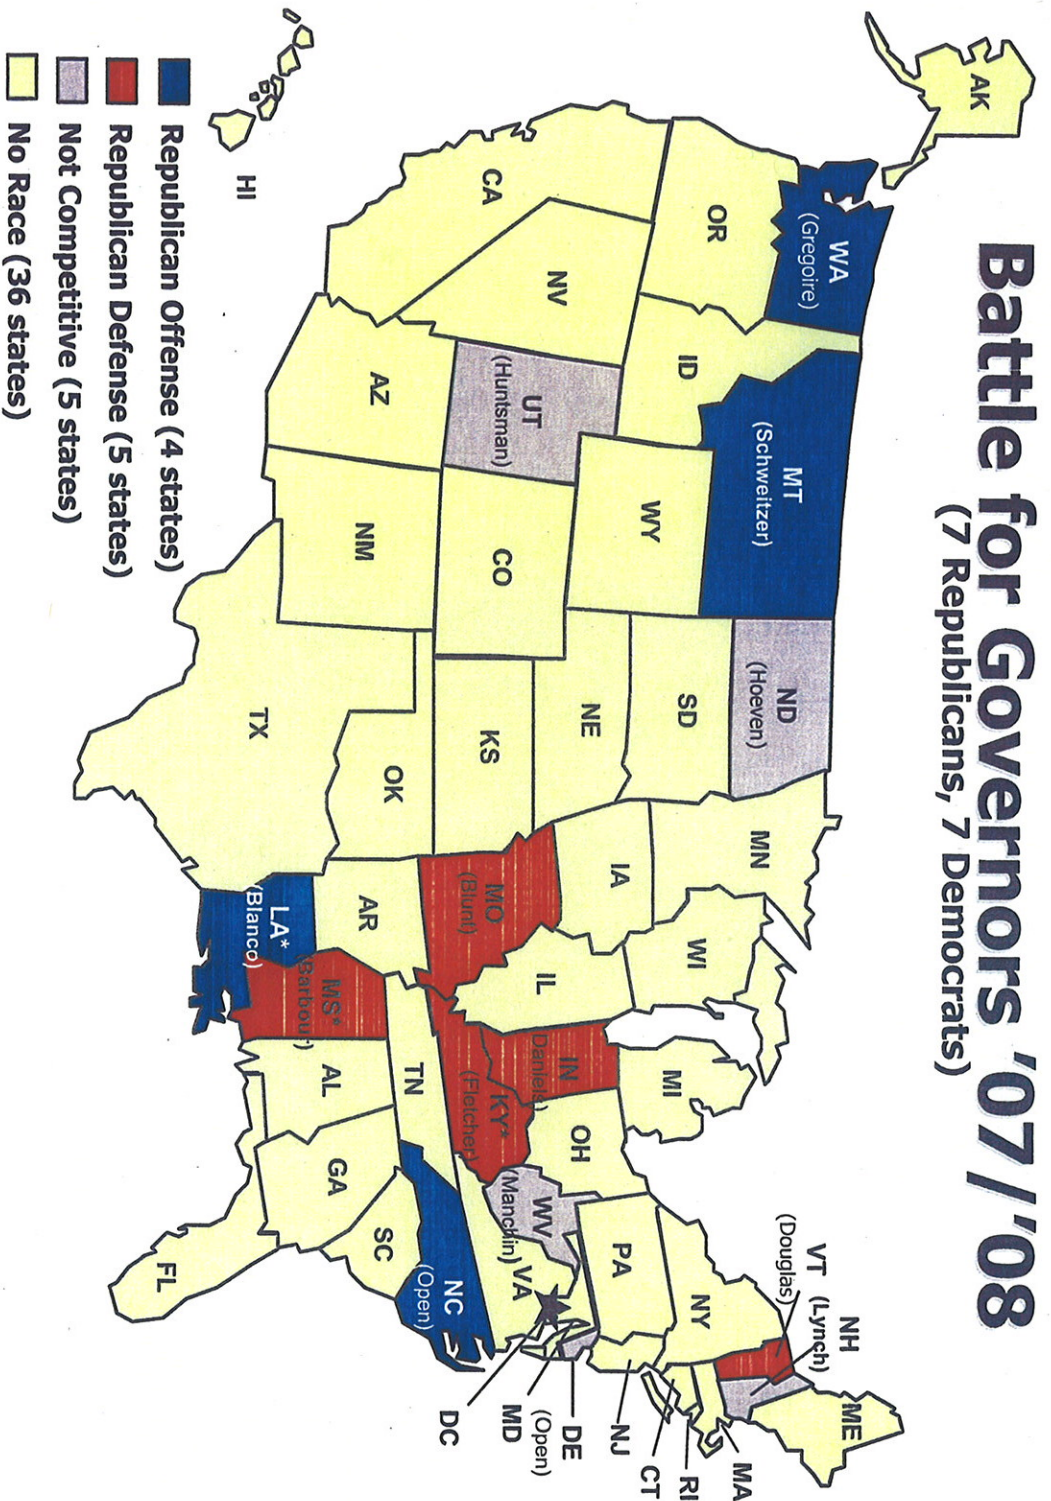 Battle for Governors '07/'08
(7 Republicans, 7 Democrats)
AK
WA
(Gregoire)
MT
(Schweitzer)
ND
(Hoeven)
MN
VT
(Douglas)
NH
(Lynch)
ME
OR
ID
WY
SD
WI
MI
NY
MA
RI
CT
NJ
NV
UT
(Huntsman)
CO
NE
IA
IL
IN
(Daniels)
OH
PA
DE
(Open)
MD
DC
CA
KS
MO
(Blunt)
KY*
(Fletcher)
WV
(Manchin)
VA
AZ
NM
OK
AR
TN
NC
(Open)
SC
TX
LA*
(Blanco)
MS*
(Barbour)
AL
GA
FL
HI
Republican Offense (4 states)
Republican Defense (5 states)
Not Competitive (5 states)
No Race (36 states)